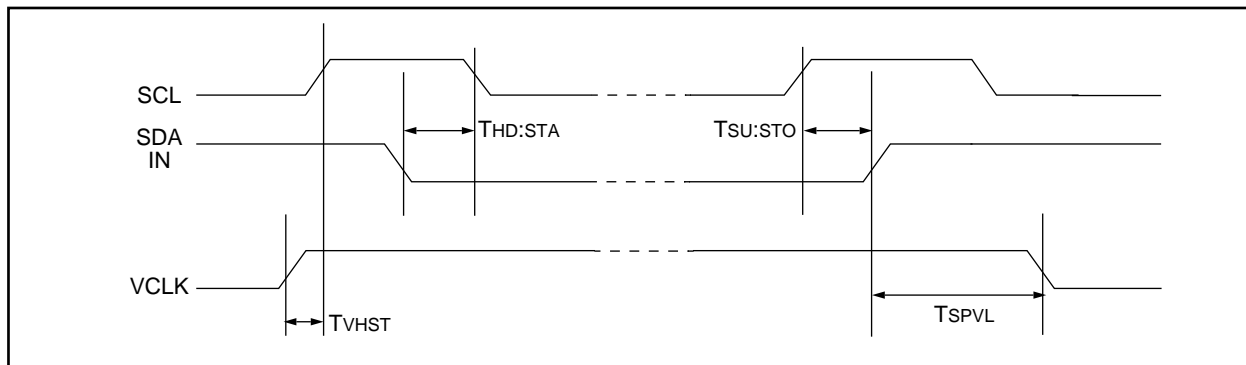 SCL
SDA
IN
THD:STA
TSU:STO
VCLK
TVHST
TSPVL